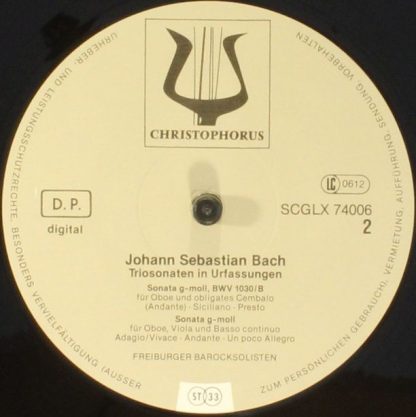 CHRISTOPHORUS
D. P.
digital
LC 0612
SCGLX 74006
2
Johann Sebastian Bach
Triosonaten in Urfassungen
Sonata g-moll, BWV 1030/B
für Oboe und obligates Cembalo
(Andante) · Siciliano · Presto
Sonata g-moll
für Oboe, Viola und Basso continuo
Adagio/Vivace · Andante · Un poco Allegro
FREIBURGER BAROCKSOLISTEN
ST 33
URHEBER- UND LEISTUNGSSCHUTZRECHTE, BESONDERS VERVIELFÄLTIGUNG (AUSSER ZUM PERSÖNLICHEN GEBRAUCH), VERMIETUNG, AUFFÜHRUNG, SENDUNG, VORBEHALTEN